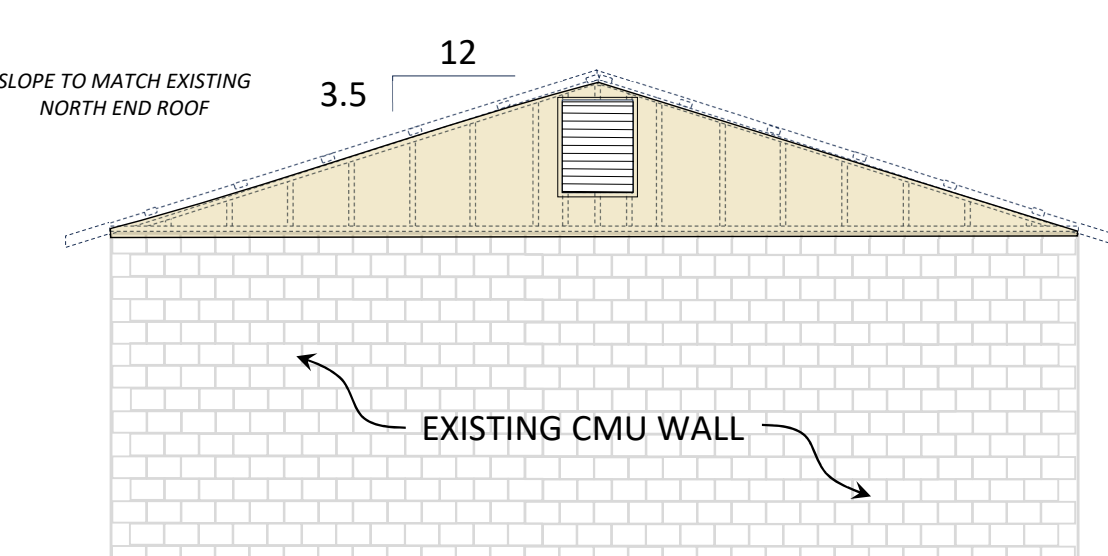 12
SLOPE TO MATCH EXISTING
NORTH END ROOF
3.5
EXISTING CMU WALL